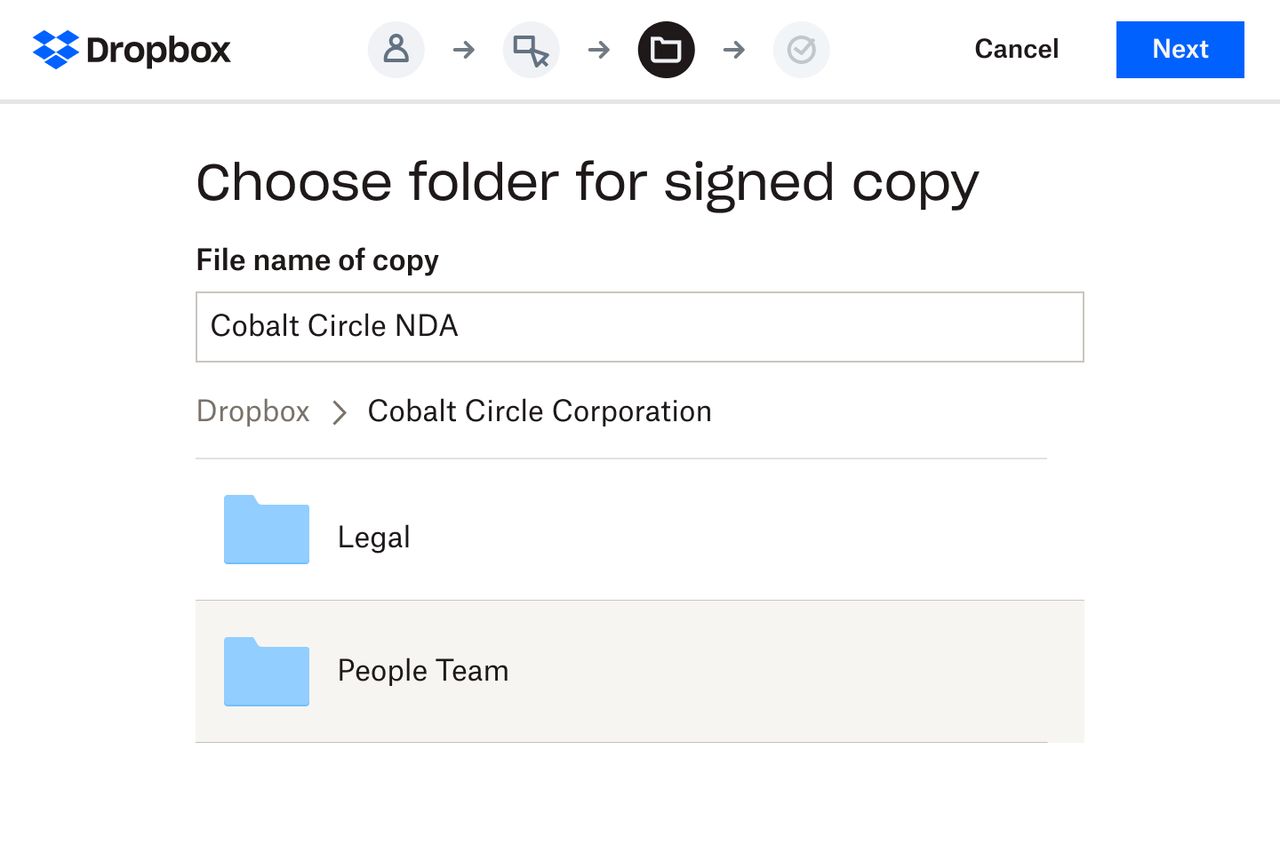 Dropbox
Cancel
Next
Choose folder for signed copy
File name of copy
Cobalt Circle NDA
Dropbox > Cobalt Circle Corporation
Legal
People Team